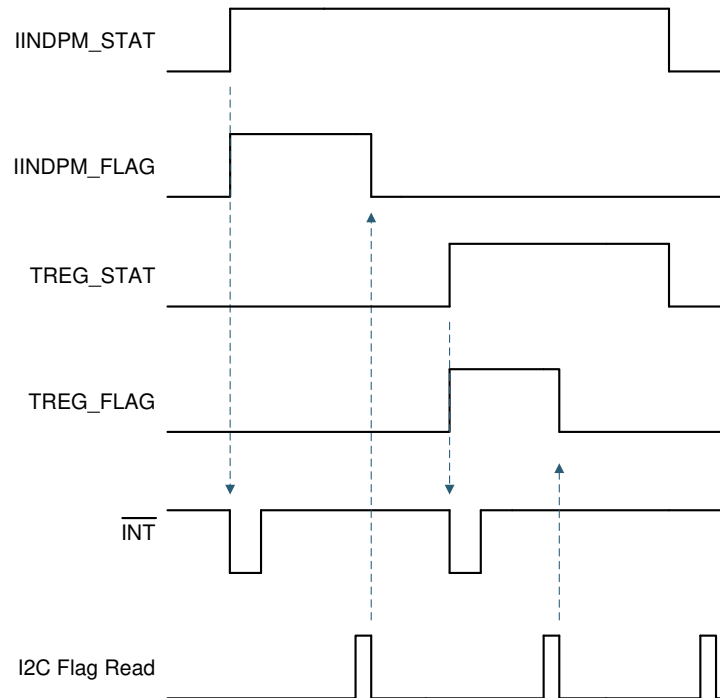 IINDPM_STAT
IINDPM_FLAG
TREG_STAT
TREG_FLAG
INT
I2C Flag Read